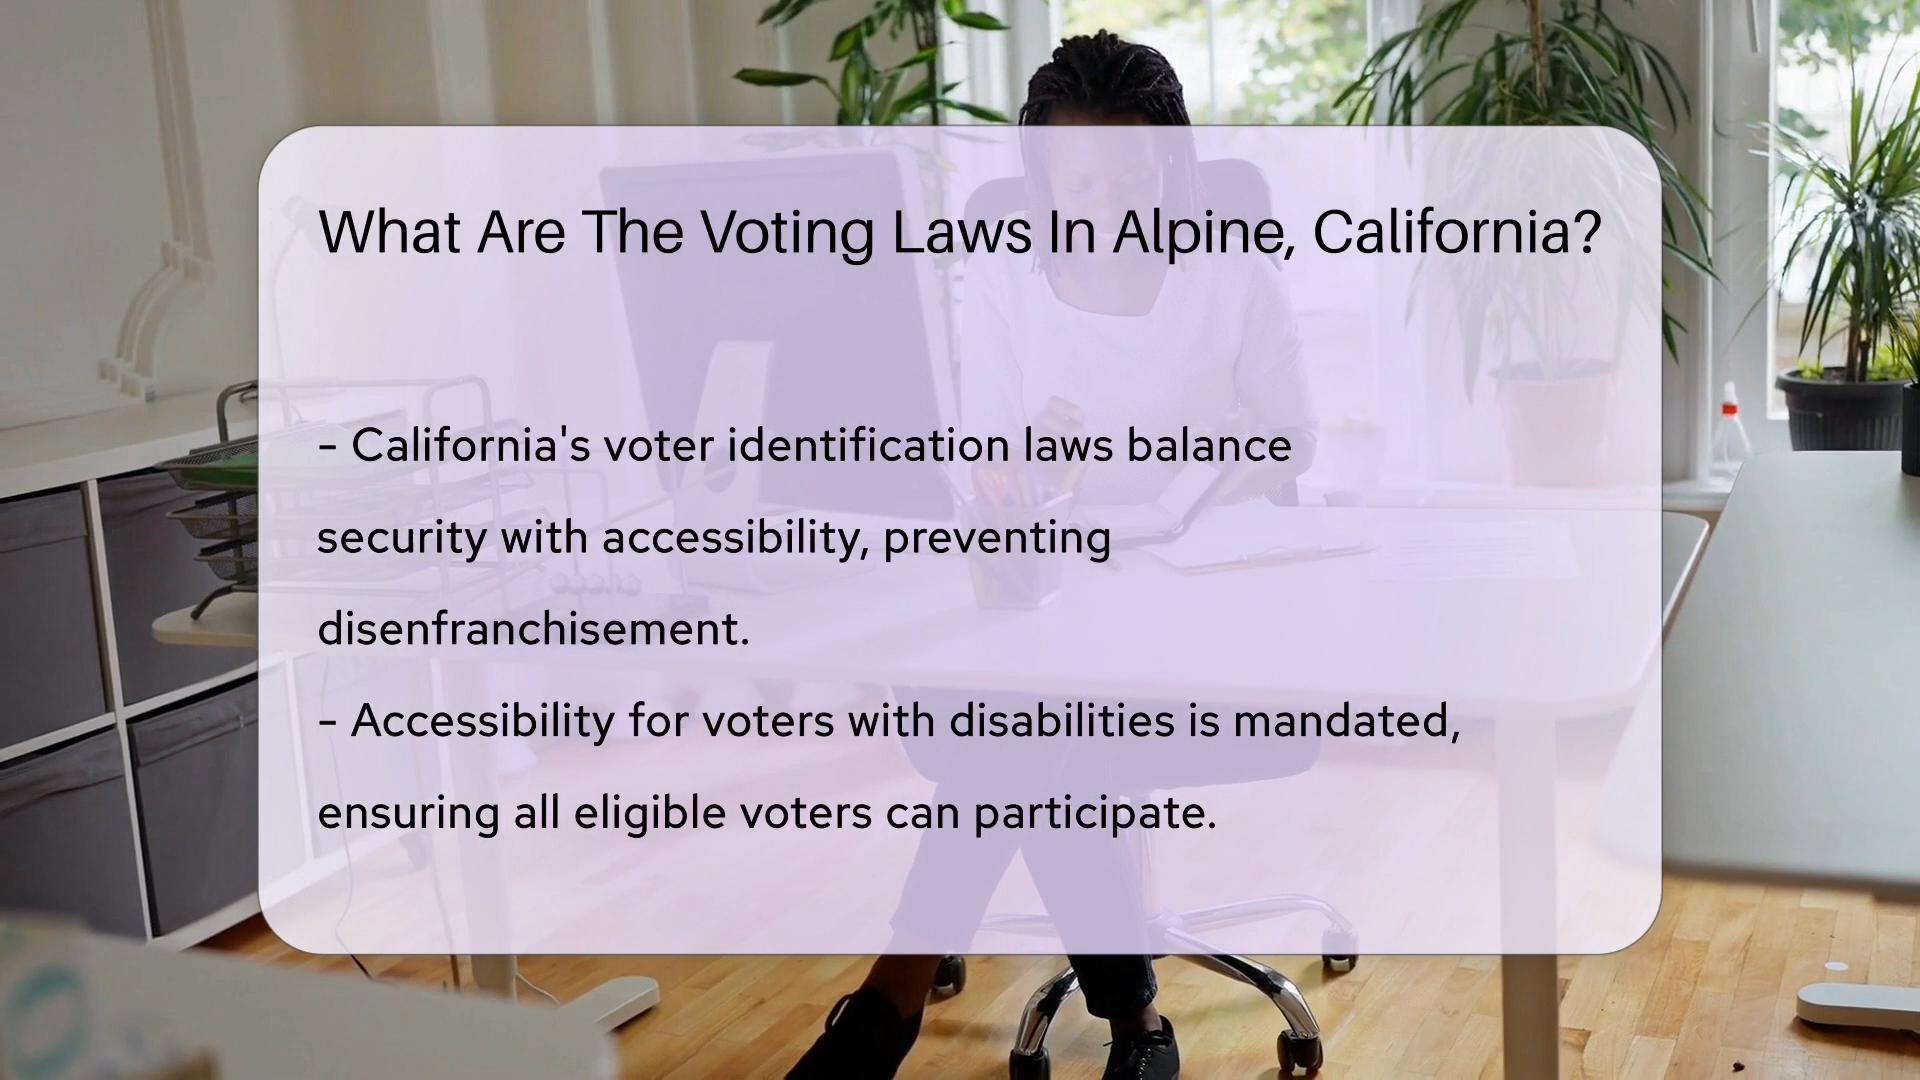 What Are The Voting Laws In Alpine, California?
- California's voter identification laws balance
security with accessibility, preventing
disenfranchisement.
- Accessibility for voters with disabilities is mandated,
ensuring all eligible voters can participate.